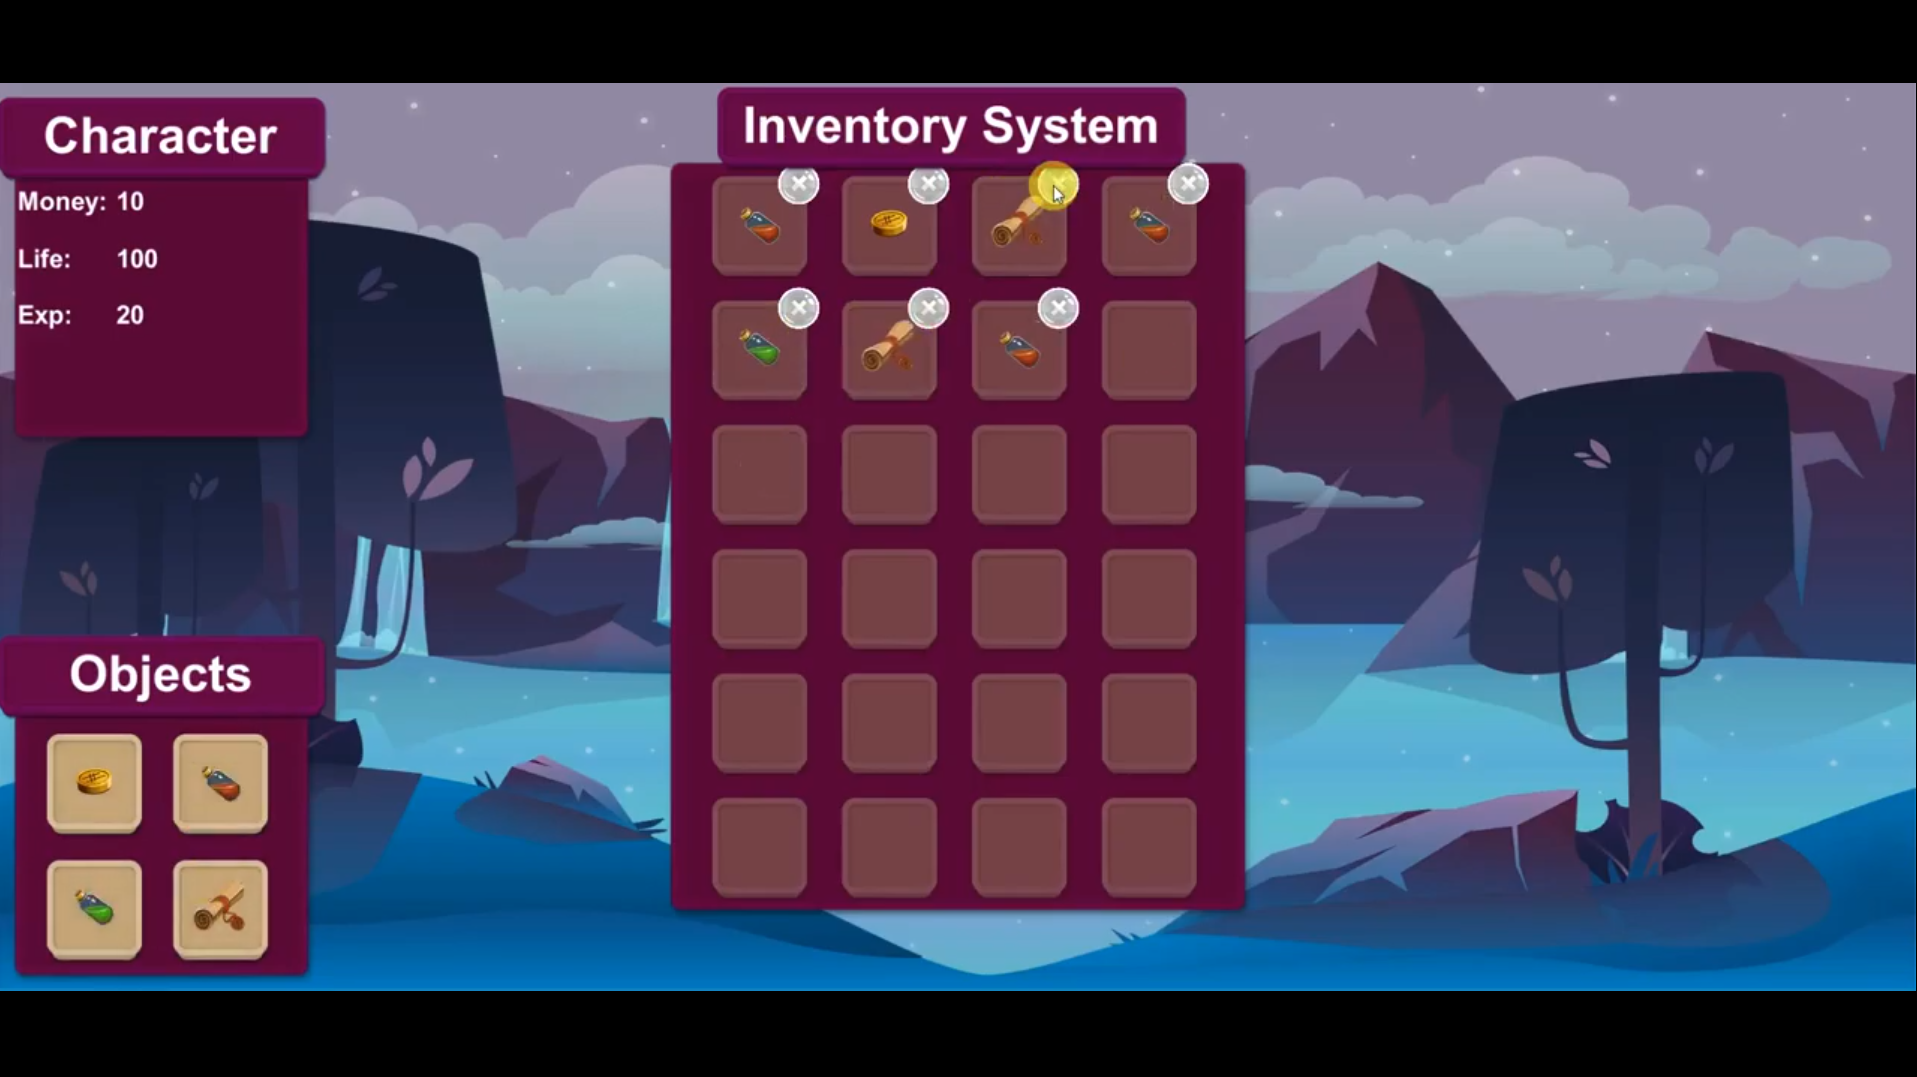 Character
Money: 10
Life: 100
Exp: 20
Inventory System
Objects